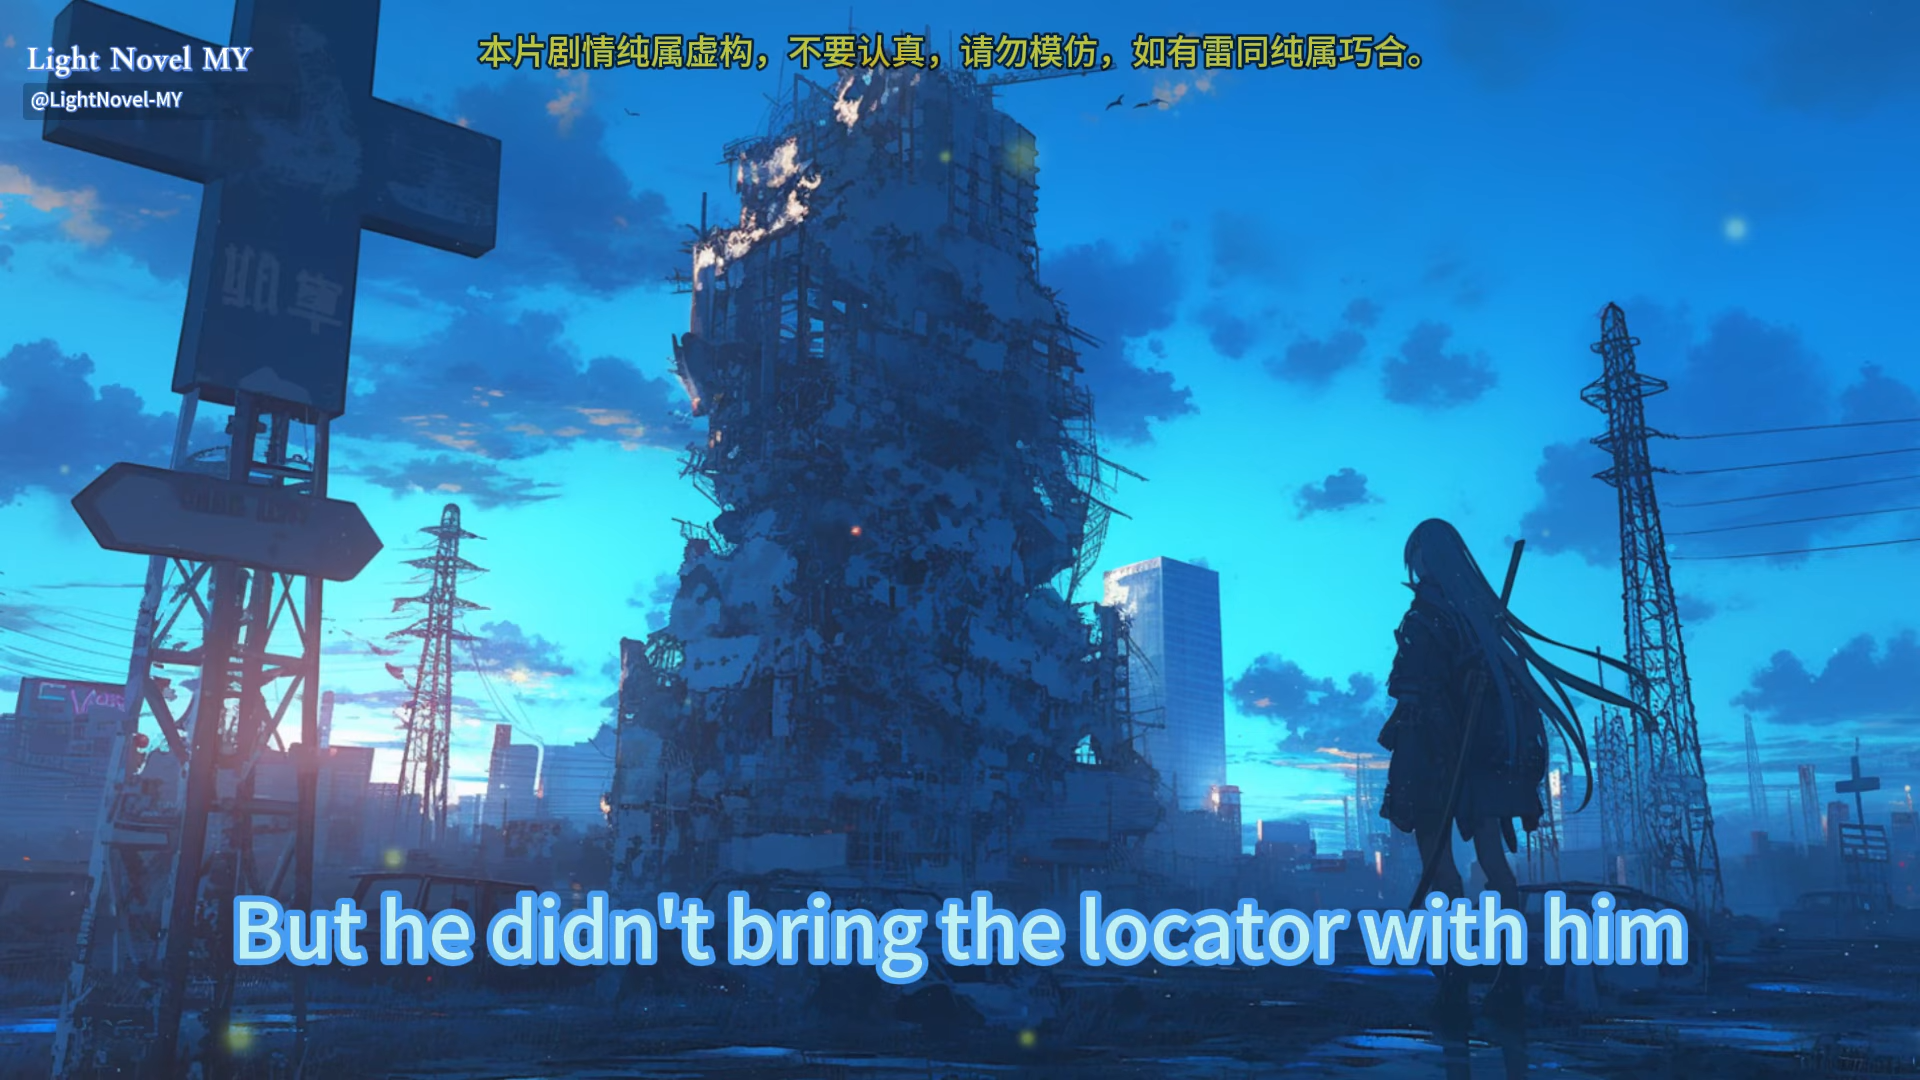 Light Novel MY
@LightNovel-MY
本片剧情纯属虚构，不要认真，请勿模仿，如有雷同纯属巧合。
But he didn't bring the locator with him